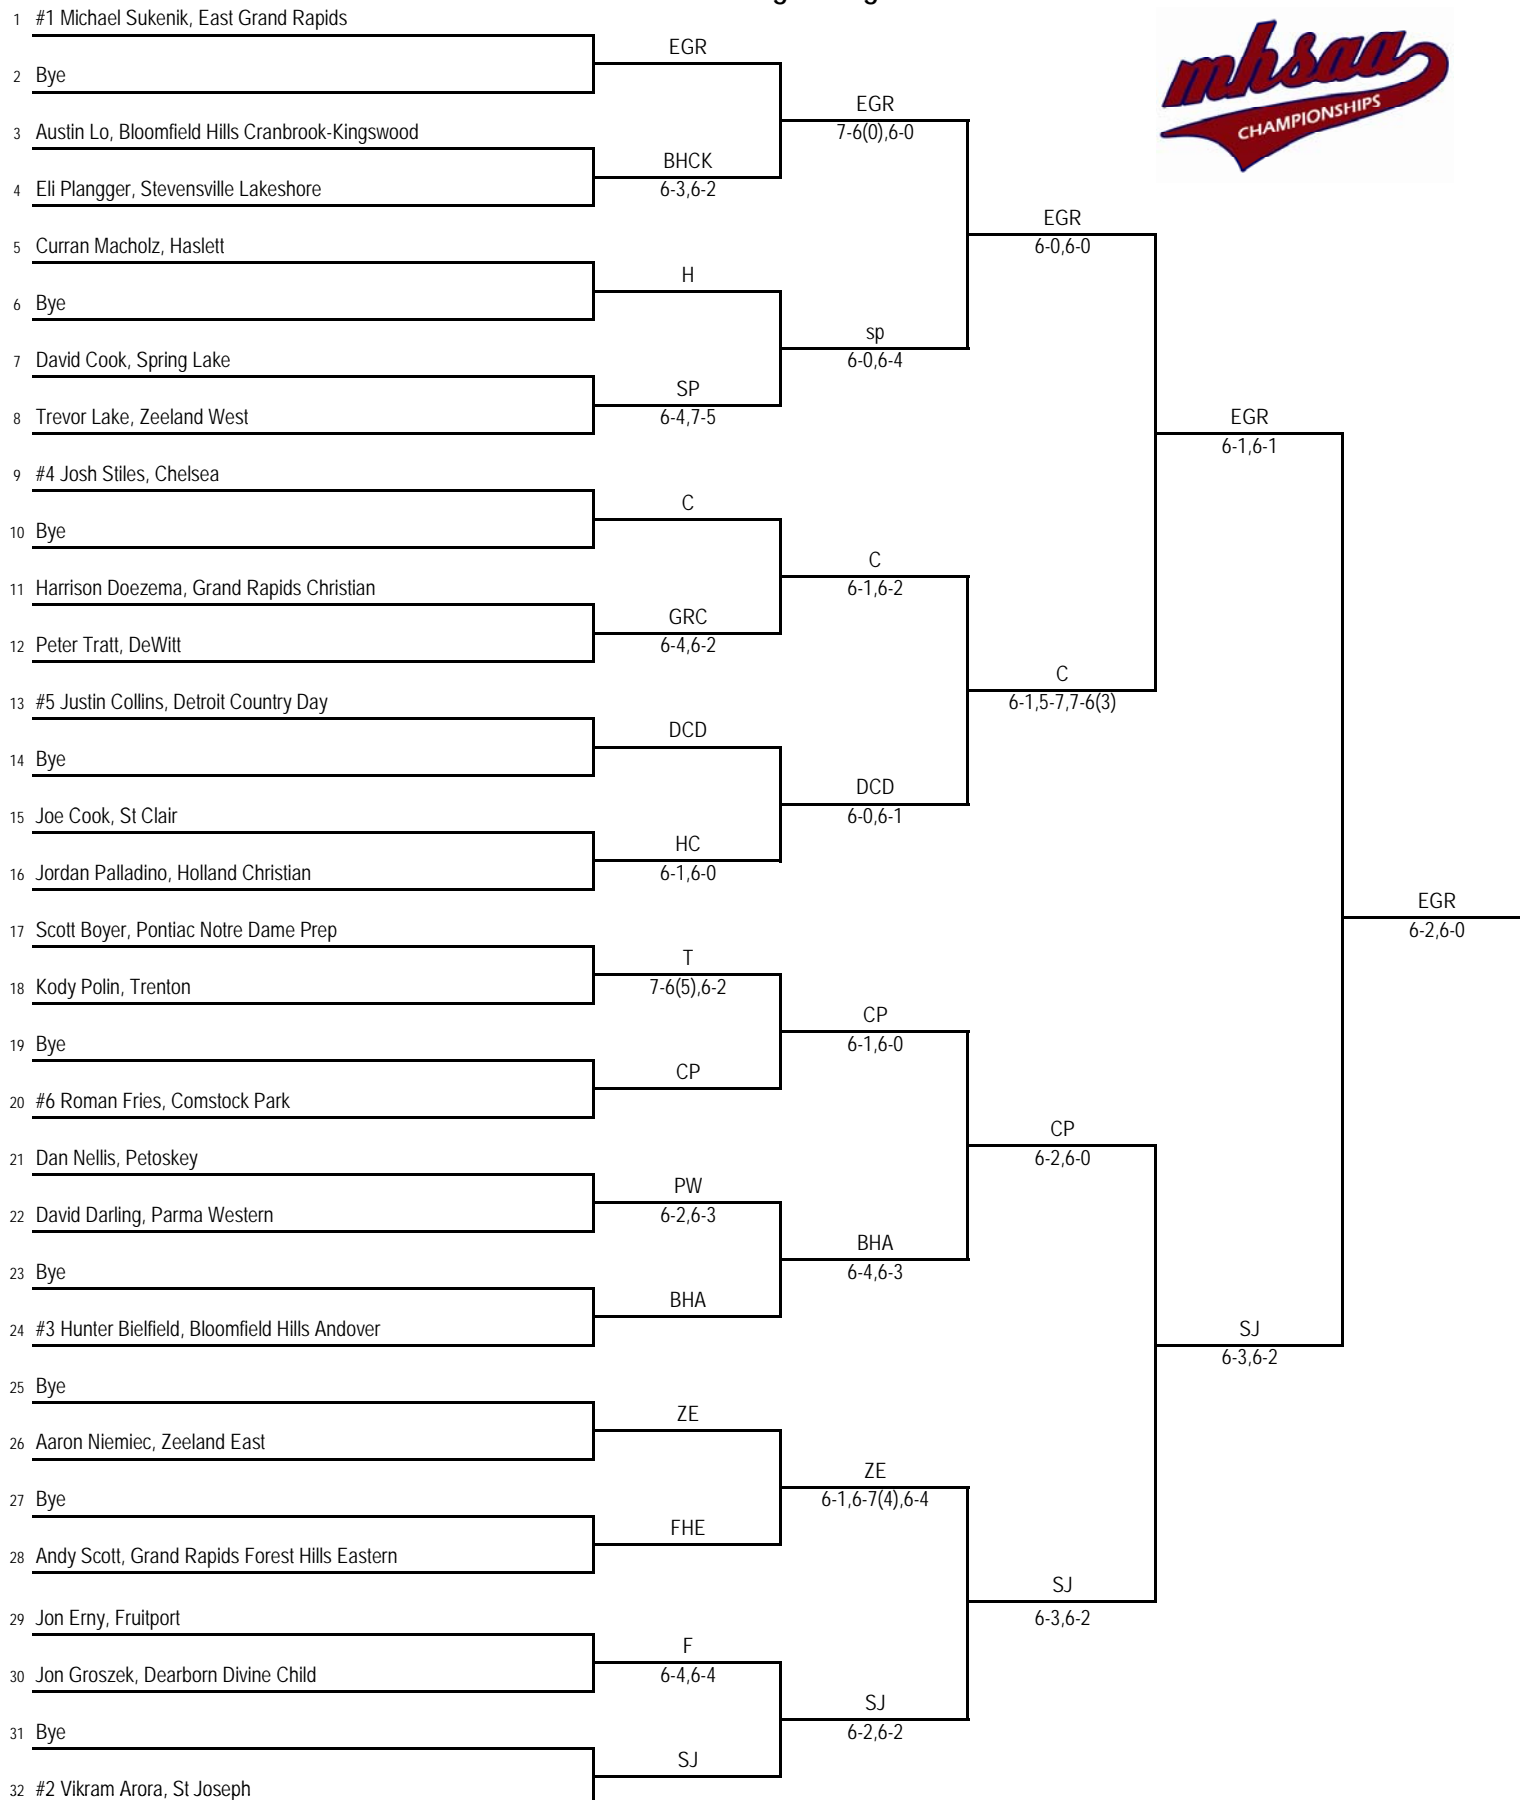 1 #1 Michael Sukenik, East Grand Rapids
EGR
2 Bye
EGR
7-6(0),6-0
3 Austin Lo, Bloomfield Hills Cranbrook-Kingswood
BHCK
6-3,6-2
4 Eli Plangger, Stevensville Lakeshore
EGR
6-0,6-0
5 Curran Macholz, Haslett
H
6 Bye
sp
6-0,6-4
7 David Cook, Spring Lake
SP
6-4,7-5
8 Trevor Lake, Zeeland West
EGR
6-1,6-1
9 #4 Josh Stiles, Chelsea
C
10 Bye
C
6-1,6-2
11 Harrison Doezema, Grand Rapids Christian
GRC
6-4,6-2
12 Peter Tratt, DeWitt
C
6-1,5-7,7-6(3)
13 #5 Justin Collins, Detroit Country Day
DCD
14 Bye
DCD
6-0,6-1
15 Joe Cook, St Clair
HC
6-1,6-0
16 Jordan Palladino, Holland Christian
EGR
6-2,6-0
17 Scott Boyer, Pontiac Notre Dame Prep
T
7-6(5),6-2
18 Kody Polin, Trenton
CP
6-1,6-0
19 Bye
CP
20 #6 Roman Fries, Comstock Park
CP
6-2,6-0
21 Dan Nellis, Petoskey
PW
6-2,6-3
22 David Darling, Parma Western
BHA
6-4,6-3
23 Bye
BHA
24 #3 Hunter Bielfield, Bloomfield Hills Andover
SJ
6-3,6-2
25 Bye
ZE
26 Aaron Niemiec, Zeeland East
ZE
6-1,6-7(4),6-4
27 Bye
FHE
28 Andy Scott, Grand Rapids Forest Hills Eastern
SJ
6-3,6-2
29 Jon Erny, Fruitport
F
6-4,6-4
30 Jon Groszek, Dearborn Divine Child
SJ
6-2,6-2
31 Bye
SJ
32 #2 Vikram Arora, St Joseph
mhsaa
CHAMPIONSHIPS